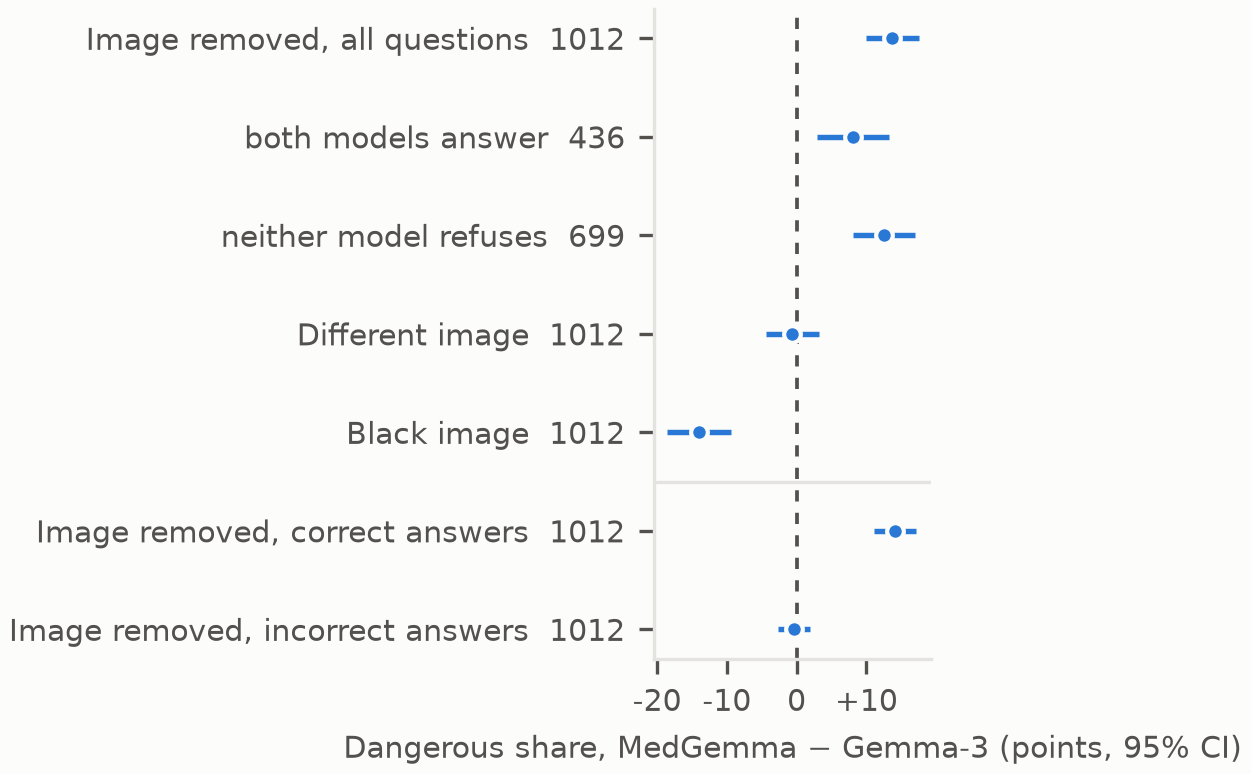 Image removed, all questions 1012
both models answer 436
neither model refuses 699
Different image 1012
Black image 1012
Image removed, correct answers 1012
Image removed, incorrect answers 1012
-20 -10 0 +10
Dangerous share, MedGemma − Gemma-3 (points, 95% CI)